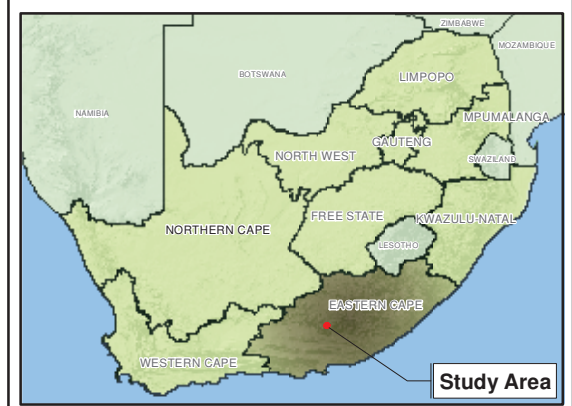 ZIMBABWE
MOZAMBIQUE
BOTSWANA
LIMPOPO
NAMIBIA
MPUMALANGA
GAUTENG
NORTH WEST
SWAZILAND
FREE STATE
KWAZULU-NATAL
NORTHERN CAPE
LESOTHO
EASTERN CAPE
WESTERN CAPE
Study Area